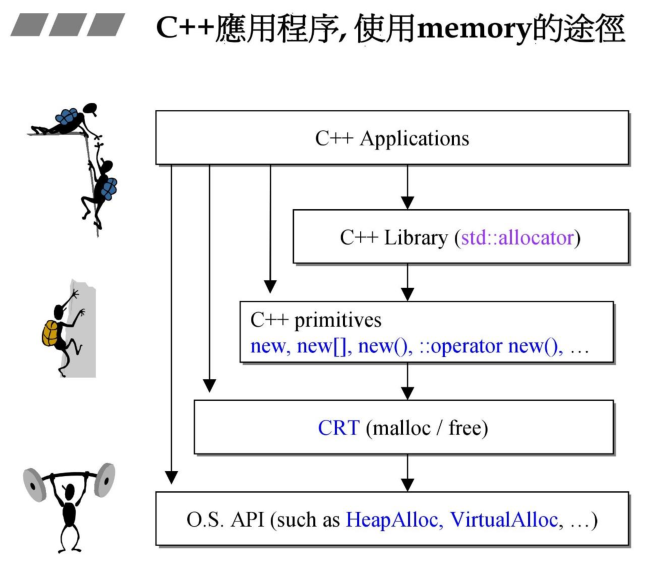 C++應用程序, 使用memory的途徑
C++ Applications
C++ Library (std::allocator)
C++ primitives
new, new[], new(), ::operator new(), …
CRT (malloc / free)
O.S. API (such as HeapAlloc, VirtualAlloc, …)